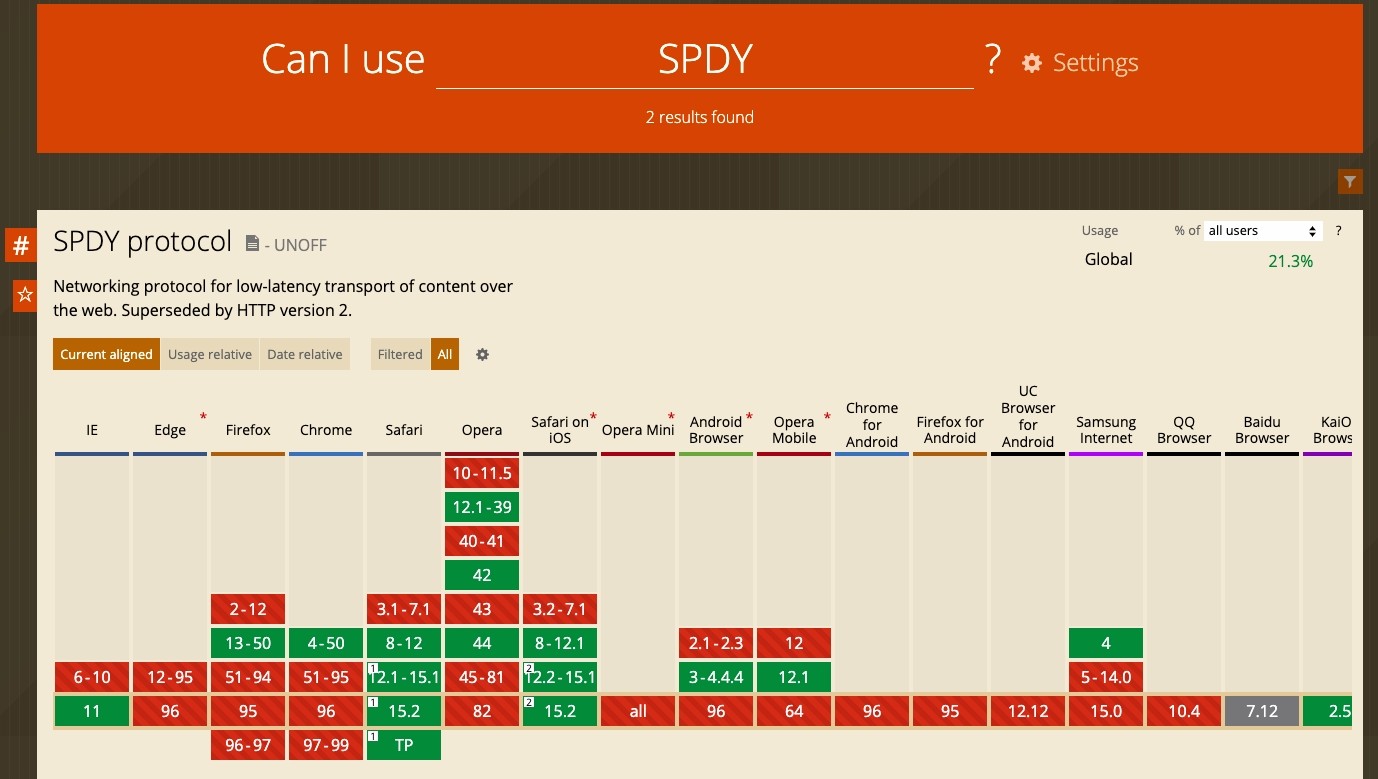 Can I use SPDY ? Settings
2 results found
# SPDY protocol - UNOFF
Usage % of all users ?
Global 21.3%
Networking protocol for low-latency transport of content over
the web. Superseded by HTTP version 2.
Current aligned Usage relative Date relative Filtered All
IE Edge * Firefox Chrome Safari Opera Safari on iOS * Opera Mini * Android Browser * Opera Mobile * Chrome for Android Firefox for Android UC Browser for Android Samsung Internet QQ Browser Baidu Browser KaiO Brows
10-11.5
12.1-39
40-41
42
2-12 3.1-7.1 43 3.2-7.1
13-50 4-50 8-12 44 8-12.1 2.1-2.3 12 4
6-10 12-95 51-94 51-95 1 12.1-15.1 45-81 2 12.2-15.1 3-4.4.4 12.1 5-14.0
11 96 95 96 1 15.2 82 2 15.2 all 96 64 96 95 12.12 15.0 10.4 7.12 2.5
96-97 97-99 1 TP